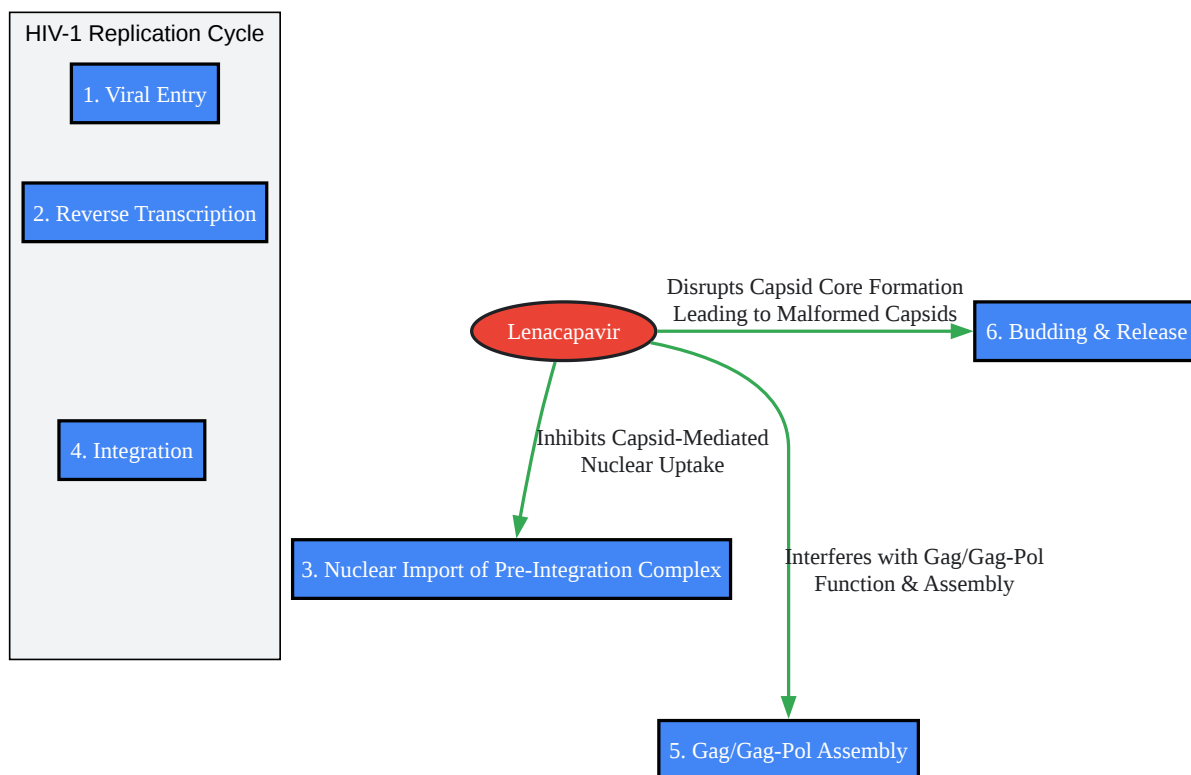 HIV-1 Replication Cycle
1. Viral Entry
2. Reverse Transcription
Disrupts Capsid Core Formation
Leading to Malformed Capsids
Lenacapavir
6. Budding & Release
4. Integration
Inhibits Capsid-Mediated
Nuclear Uptake
3. Nuclear Import of Pre-Integration Complex
Interferes with Gag/Gag-Pol
Function & Assembly
5. Gag/Gag-Pol Assembly